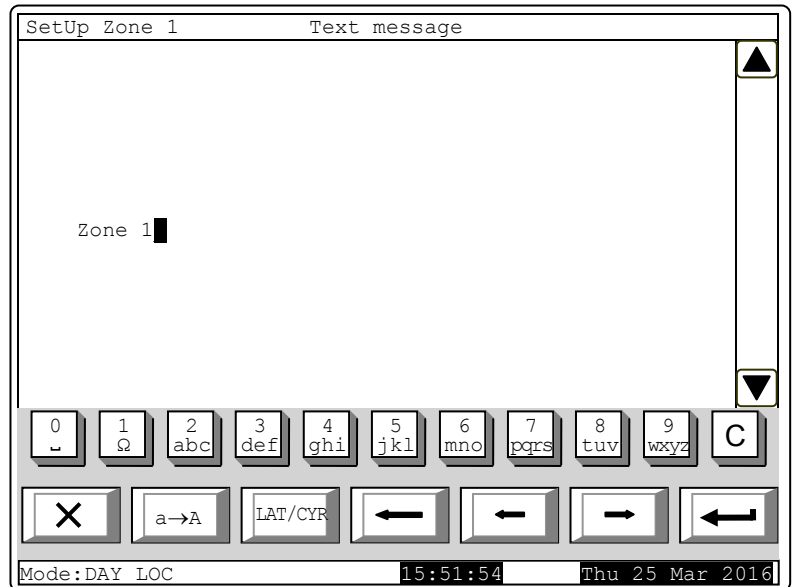 SetUp Zone 1 Text message
Zone 1
0 1 2 3 4 5 6 7 8 9 C
␣ Ω abc def ghi jkl mno pqrs tuv wxyz
a→A LAT/CYR
Mode:DAY LOC 15:51:54 Thu 25 Mar 2016